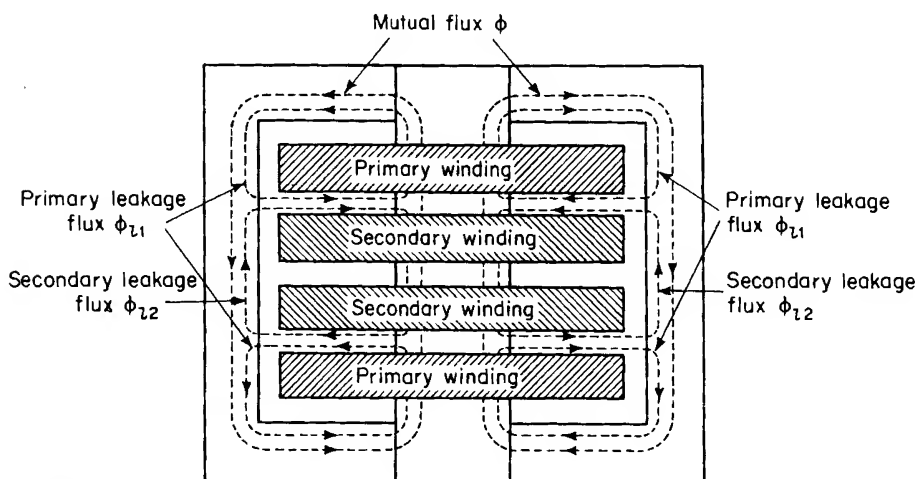 Mutual flux ϕ
Primary winding
Primary leakage
flux ϕl1
Secondary winding
Primary leakage
flux ϕl1
Secondary leakage
flux ϕl2
Secondary winding
Secondary leakage
flux ϕl2
Primary winding